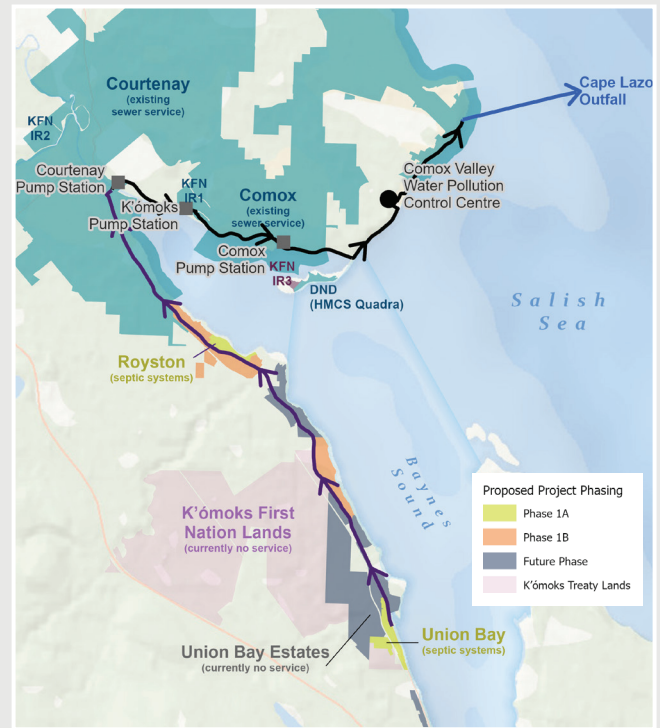 Courtenay
(existing
sewer service)
KFN
IR2
Cape Lazo
Outfall
Courtenay
Pump Station
KFN
IR1
K'ómoks
Pump Station
Comox
(existing
sewer service)
Comox Valley
Water Pollution
Control Centre
Comox
Pump Station
KFN
IR3
DND
(HMCS Quadra)
Salish
Sea
Royston
(septic systems)
Baynes
Sound
K'ómoks First
Nation Lands
(currently no service)
Proposed Project Phasing
Phase 1A
Phase 1B
Future Phase
K'ómoks Treaty Lands
Union Bay
(septic systems)
Union Bay Estates
(currently no service)